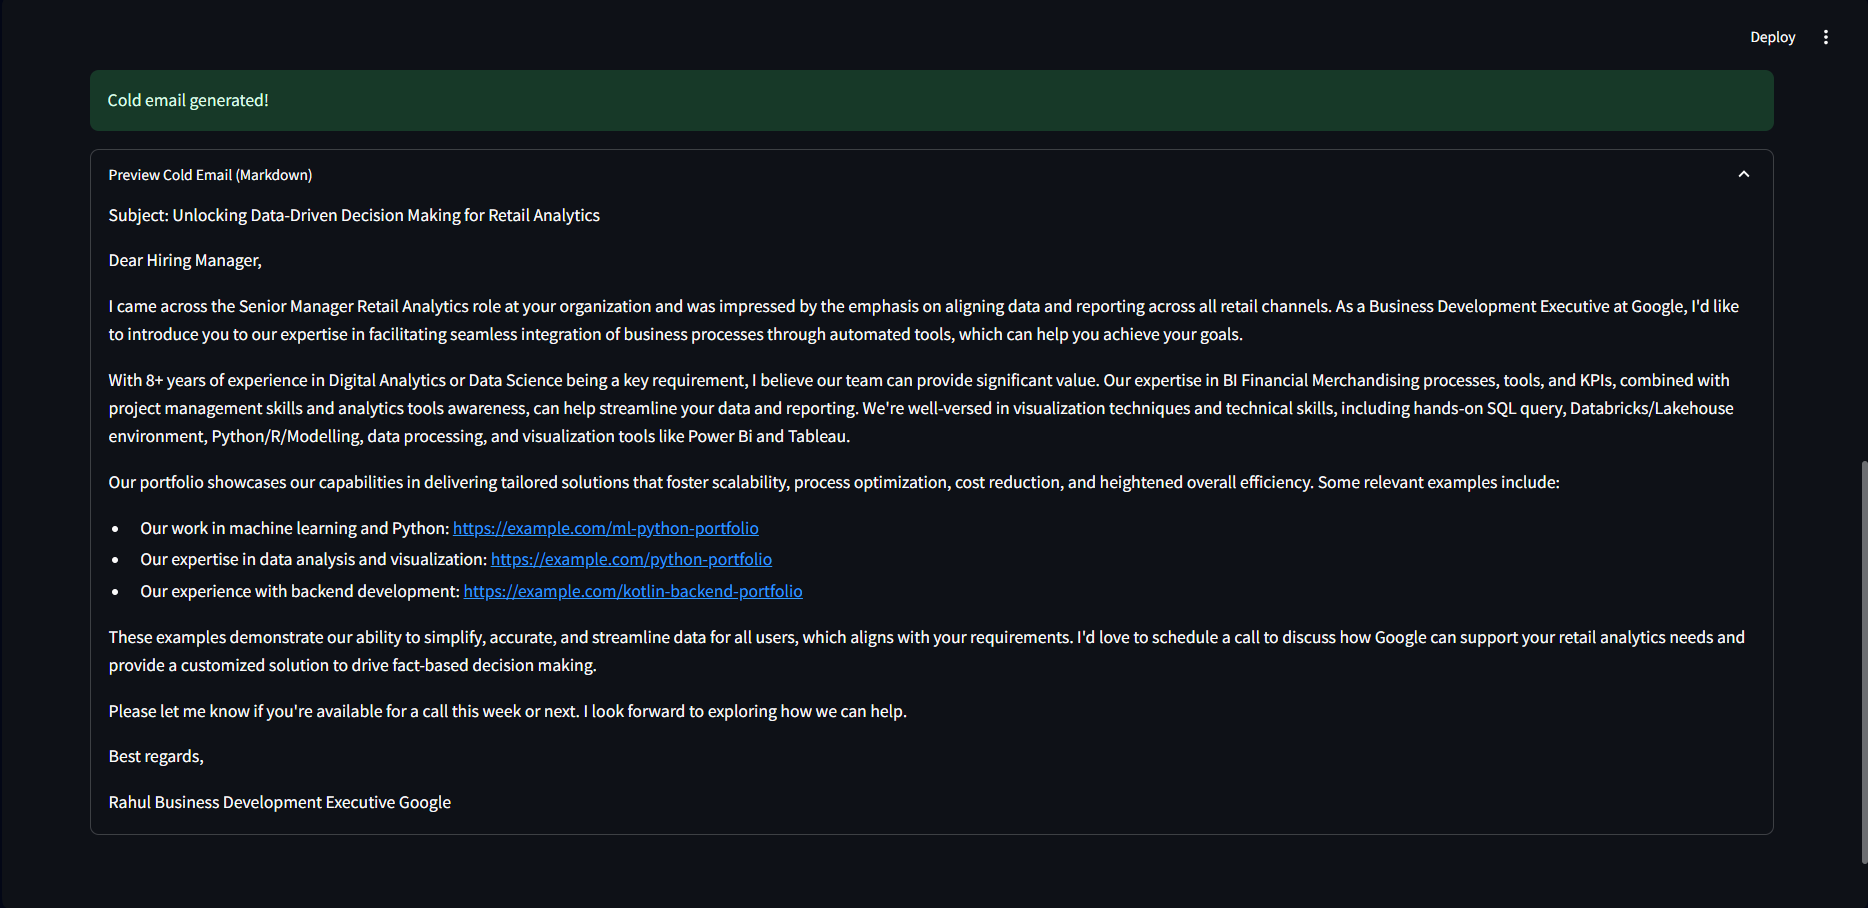 Deploy
Cold email generated!
Preview Cold Email (Markdown)
Subject: Unlocking Data-Driven Decision Making for Retail Analytics
Dear Hiring Manager,
I came across the Senior Manager Retail Analytics role at your organization and was impressed by the emphasis on aligning data and reporting across all retail channels. As a Business Development Executive at Google, I'd like
to introduce you to our expertise in facilitating seamless integration of business processes through automated tools, which can help you achieve your goals.
With 8+ years of experience in Digital Analytics or Data Science being a key requirement, I believe our team can provide significant value. Our expertise in BI Financial Merchandising processes, tools, and KPIs, combined with
project management skills and analytics tools awareness, can help streamline your data and reporting. We're well-versed in visualization techniques and technical skills, including hands-on SQL query, Databricks/Lakehouse
environment, Python/R/Modelling, data processing, and visualization tools like Power Bi and Tableau.
Our portfolio showcases our capabilities in delivering tailored solutions that foster scalability, process optimization, cost reduction, and heightened overall efficiency. Some relevant examples include:
• Our work in machine learning and Python: https://example.com/ml-python-portfolio
• Our expertise in data analysis and visualization: https://example.com/python-portfolio
• Our experience with backend development: https://example.com/kotlin-backend-portfolio
These examples demonstrate our ability to simplify, accurate, and streamline data for all users, which aligns with your requirements. I'd love to schedule a call to discuss how Google can support your retail analytics needs and
provide a customized solution to drive fact-based decision making.
Please let me know if you're available for a call this week or next. I look forward to exploring how we can help.
Best regards,
Rahul Business Development Executive Google